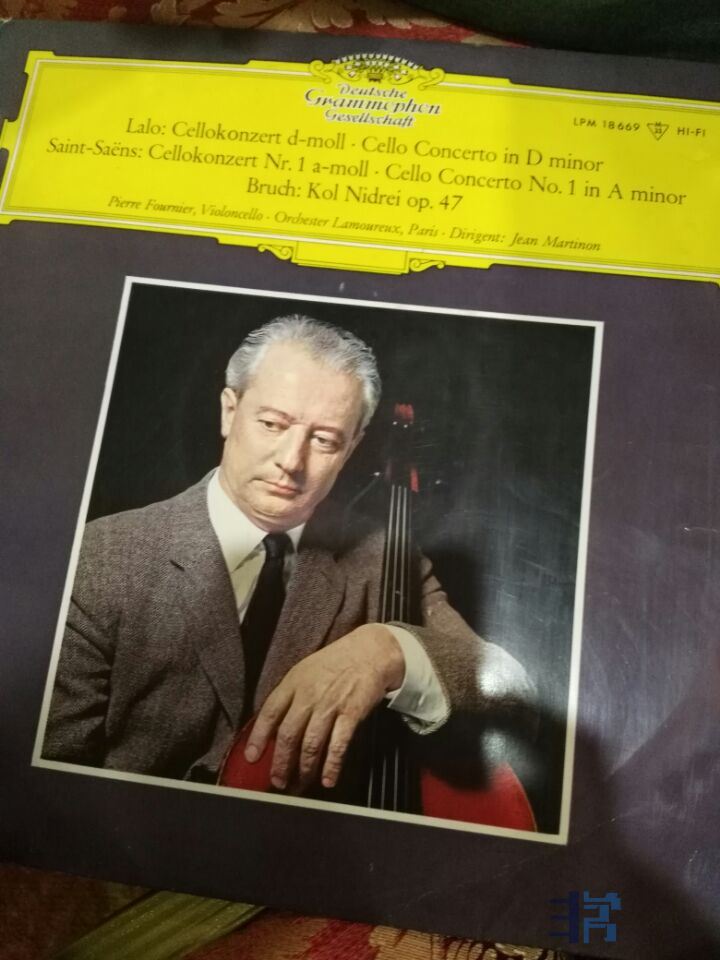 Deutsche
Grammophon
Gesellschaft
LPM 18669 HI-FI
Lalo: Cellokonzert d-moll · Cello Concerto in D minor
Saint-Saëns: Cellokonzert Nr. 1 a-moll · Cello Concerto No. 1 in A minor
Bruch: Kol Nidrei op. 47
Pierre Fournier, Violoncello · Orchester Lamoureux, Paris · Dirigent: Jean Martinon